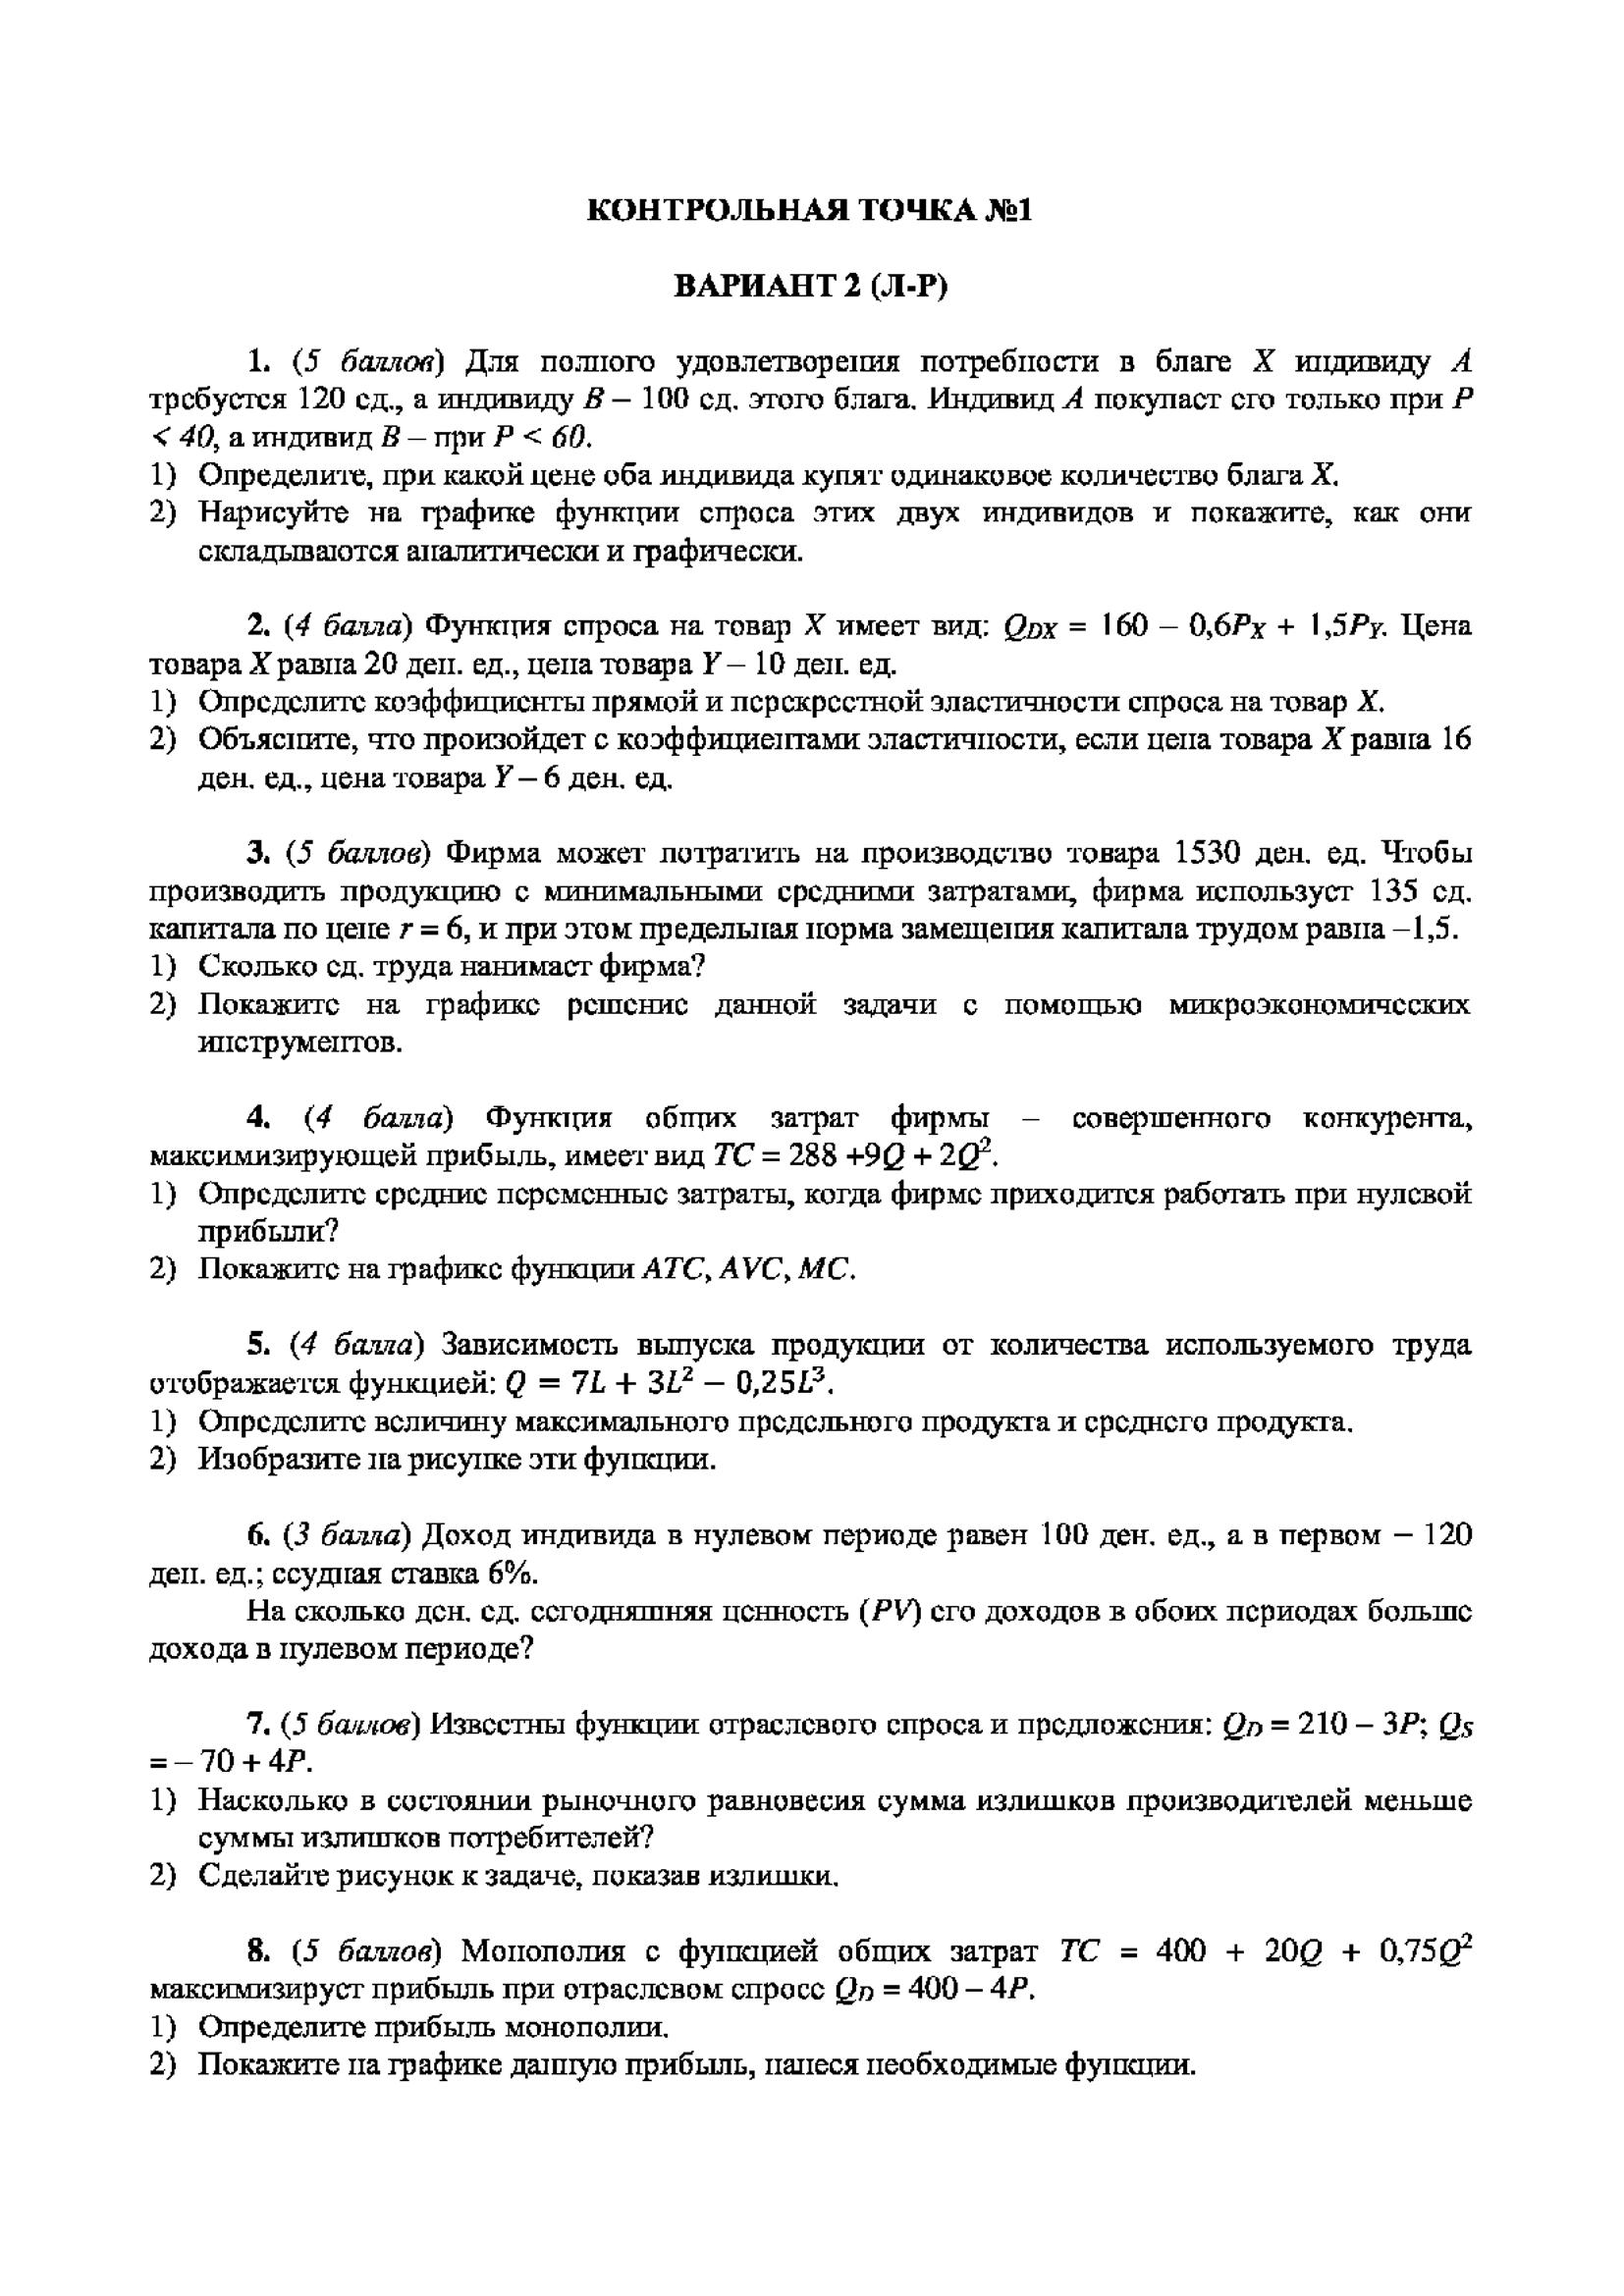 КОНТРОЛЬНАЯ ТОЧКА №1
ВАРИАНТ 2 (Л-Р)
1. (5 баллов) Для полного удовлетворения потребности в благе X индивиду A
требуется 120 ед., а индивиду B – 100 ед. этого блага. Индивид A покупает его только при P
< 40, а индивид B – при P < 60.
1) Определите, при какой цене оба индивида купят одинаковое количество блага X.
2) Нарисуйте на графике функции спроса этих двух индивидов и покажите, как они
складываются аналитически и графически.
2. (4 балла) Функция спроса на товар X имеет вид: QDX = 160 – 0,6PX + 1,5PY. Цена
товара X равна 20 ден. ед., цена товара Y – 10 ден. ед.
1) Определите коэффициенты прямой и перекрестной эластичности спроса на товар X.
2) Объясните, что произойдет с коэффициентами эластичности, если цена товара X равна 16
ден. ед., цена товара Y – 6 ден. ед.
3. (5 баллов) Фирма может потратить на производство товара 1530 ден. ед. Чтобы
производить продукцию с минимальными средними затратами, фирма использует 135 ед.
капитала по цене r = 6, и при этом предельная норма замещения капитала трудом равна –1,5.
1) Сколько ед. труда нанимает фирма?
2) Покажите на графике решение данной задачи с помощью микроэкономических
инструментов.
4. (4 балла) Функция общих затрат фирмы – совершенного конкурента,
максимизирующей прибыль, имеет вид TC = 288 +9Q + 2Q².
1) Определите средние переменные затраты, когда фирме приходится работать при нулевой
прибыли?
2) Покажите на графике функции ATC, AVC, MC.
5. (4 балла) Зависимость выпуска продукции от количества используемого труда
отображается функцией: Q = 7L + 3L² − 0,25L³.
1) Определите величину максимального предельного продукта и среднего продукта.
2) Изобразите на рисунке эти функции.
6. (3 балла) Доход индивида в нулевом периоде равен 100 ден. ед., а в первом − 120
ден. ед.; ссудная ставка 6%.
На сколько ден. ед. сегодняшняя ценность (PV) его доходов в обоих периодах больше
дохода в нулевом периоде?
7. (5 баллов) Известны функции отраслевого спроса и предложения: QD = 210 – 3P; QS
= – 70 + 4P.
1) Насколько в состоянии рыночного равновесия сумма излишков производителей меньше
суммы излишков потребителей?
2) Сделайте рисунок к задаче, показав излишки.
8. (5 баллов) Монополия с функцией общих затрат TC = 400 + 20Q + 0,75Q²
максимизирует прибыль при отраслевом спросе QD = 400 – 4P.
1) Определите прибыль монополии.
2) Покажите на графике данную прибыль, нанеся необходимые функции.